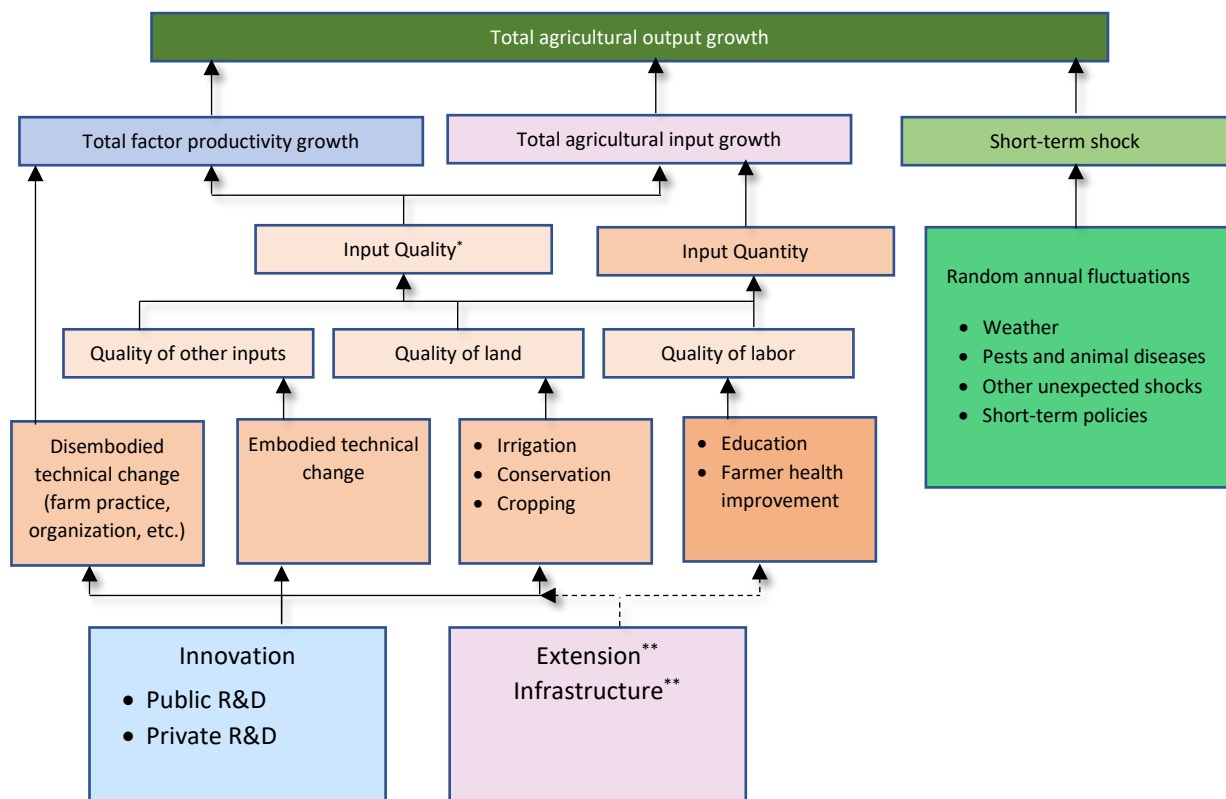 Total agricultural output growth
Total factor productivity growth
Total agricultural input growth
Short-term shock
Input Quality*
Input Quantity
Random annual fluctuations
• Weather
• Pests and animal diseases
• Other unexpected shocks
• Short-term policies
Quality of other inputs
Quality of land
Quality of labor
Disembodied
technical change
(farm practice,
organization, etc.)
Embodied technical
change
• Irrigation
• Conservation
• Cropping
• Education
• Farmer health
improvement
Innovation
• Public R&D
• Private R&D
Extension**
Infrastructure**